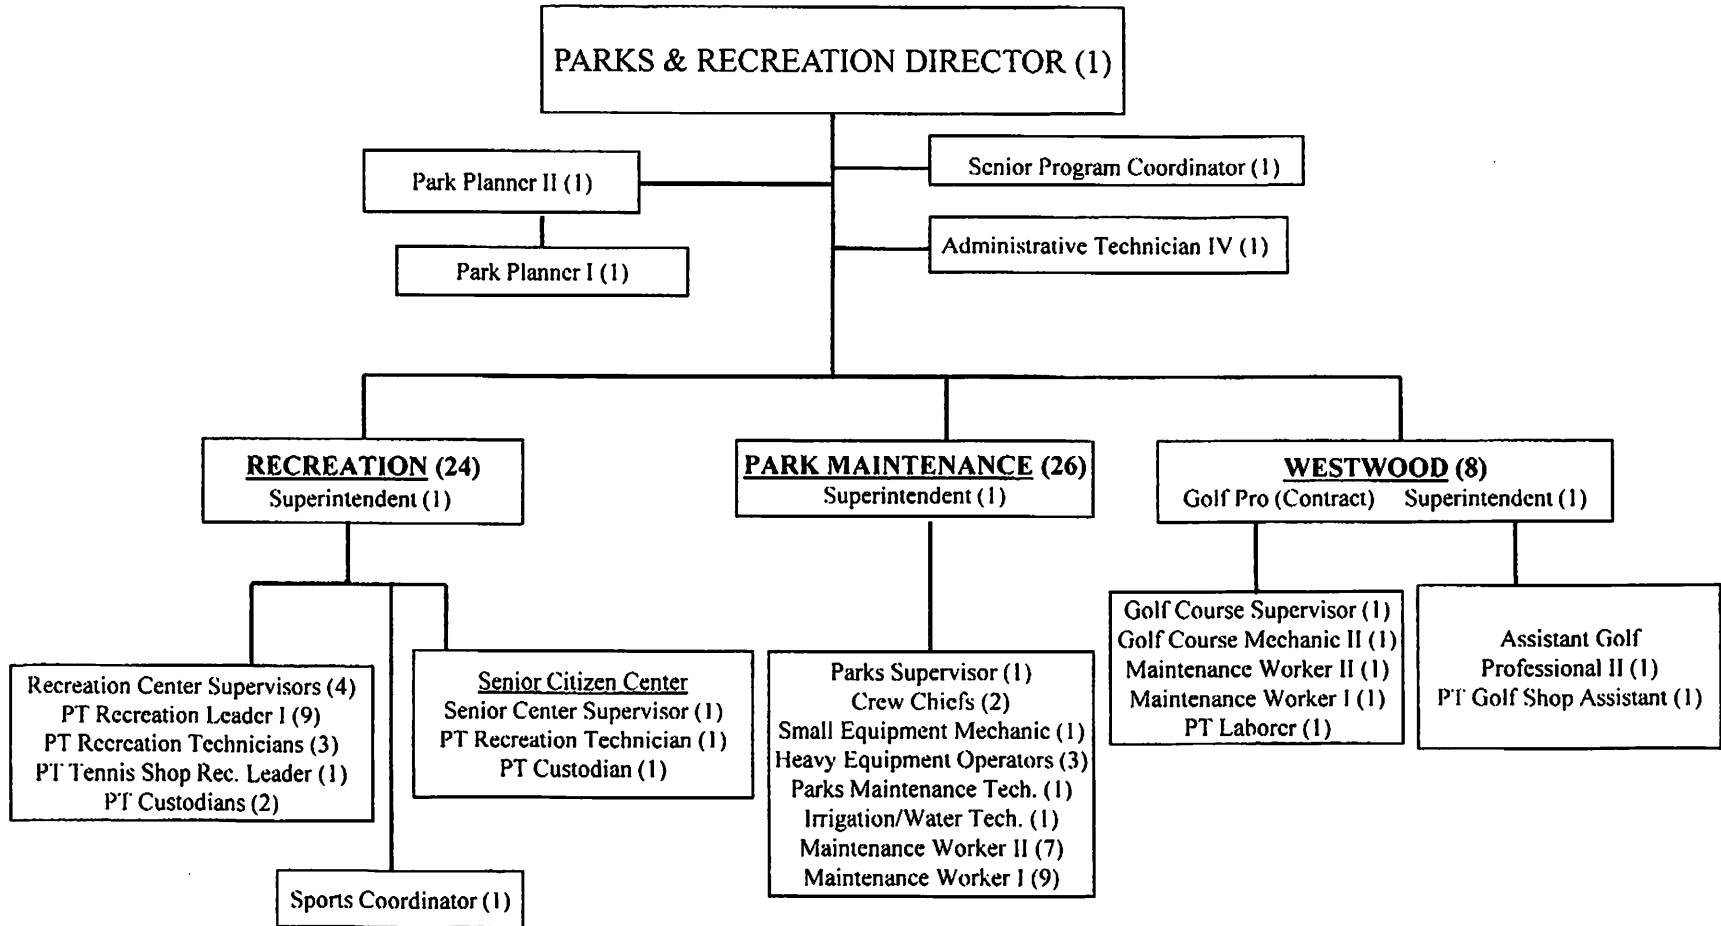 PARKS & RECREATION DIRECTOR (1)
Park Planner II (1)
Senior Program Coordinator (1)
Park Planner I (1)
Administrative Technician IV (1)
RECREATION (24)
Superintendent (1)
PARK MAINTENANCE (26)
Superintendent (1)
WESTWOOD (8)
Golf Pro (Contract) Superintendent (1)
Recreation Center Supervisors (4)
PT Recreation Leader I (9)
PT Recreation Technicians (3)
PT Tennis Shop Rec. Leader (1)
PT Custodians (2)
Senior Citizen Center
Senior Center Supervisor (1)
PT Recreation Technician (1)
PT Custodian (1)
Sports Coordinator (1)
Parks Supervisor (1)
Crew Chiefs (2)
Small Equipment Mechanic (1)
Heavy Equipment Operators (3)
Parks Maintenance Tech. (1)
Irrigation/Water Tech. (1)
Maintenance Worker II (7)
Maintenance Worker I (9)
Golf Course Supervisor (1)
Golf Course Mechanic II (1)
Maintenance Worker II (1)
Maintenance Worker I (1)
PT Laborer (1)
Assistant Golf
Professional II (1)
PT Golf Shop Assistant (1)